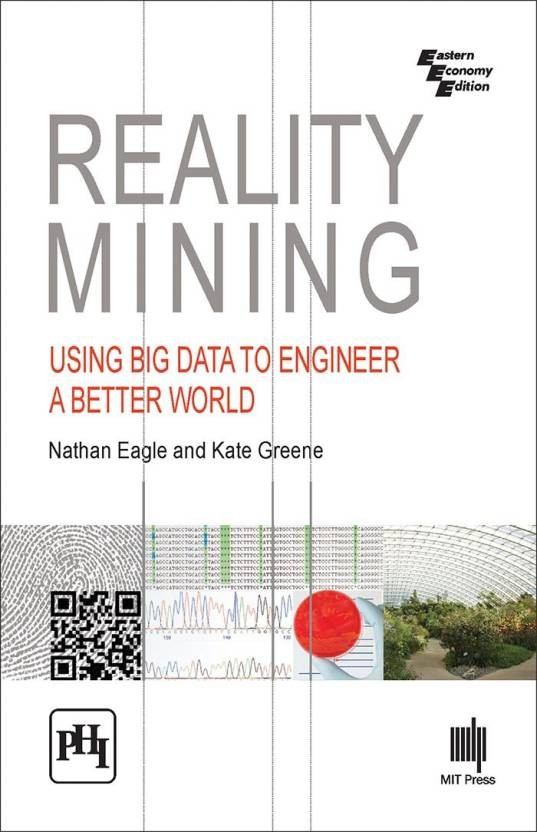 Eastern
Economy
Edition
REALITY
MINING
USING BIG DATA TO ENGINEER
A BETTER WORLD
Nathan Eagle and Kate Greene
PHI
MIT Press